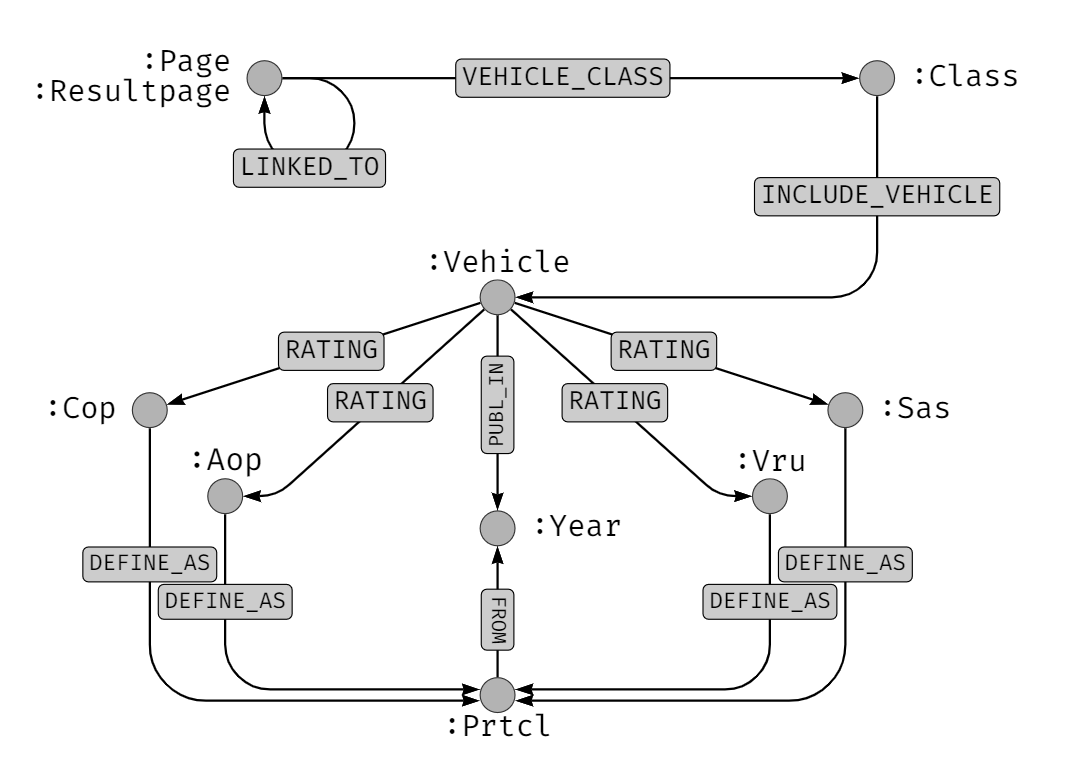 :Page
:Resultpage
VEHICLE_CLASS
:Class
LINKED_TO
INCLUDE_VEHICLE
:Vehicle
RATING
RATING
RATING
PUBL_IN
RATING
:Cop
:Sas
:Aop
:Vru
:Year
DEFINE_AS
DEFINE_AS
DEFINE_AS
DEFINE_AS
FROM
:Prtcl